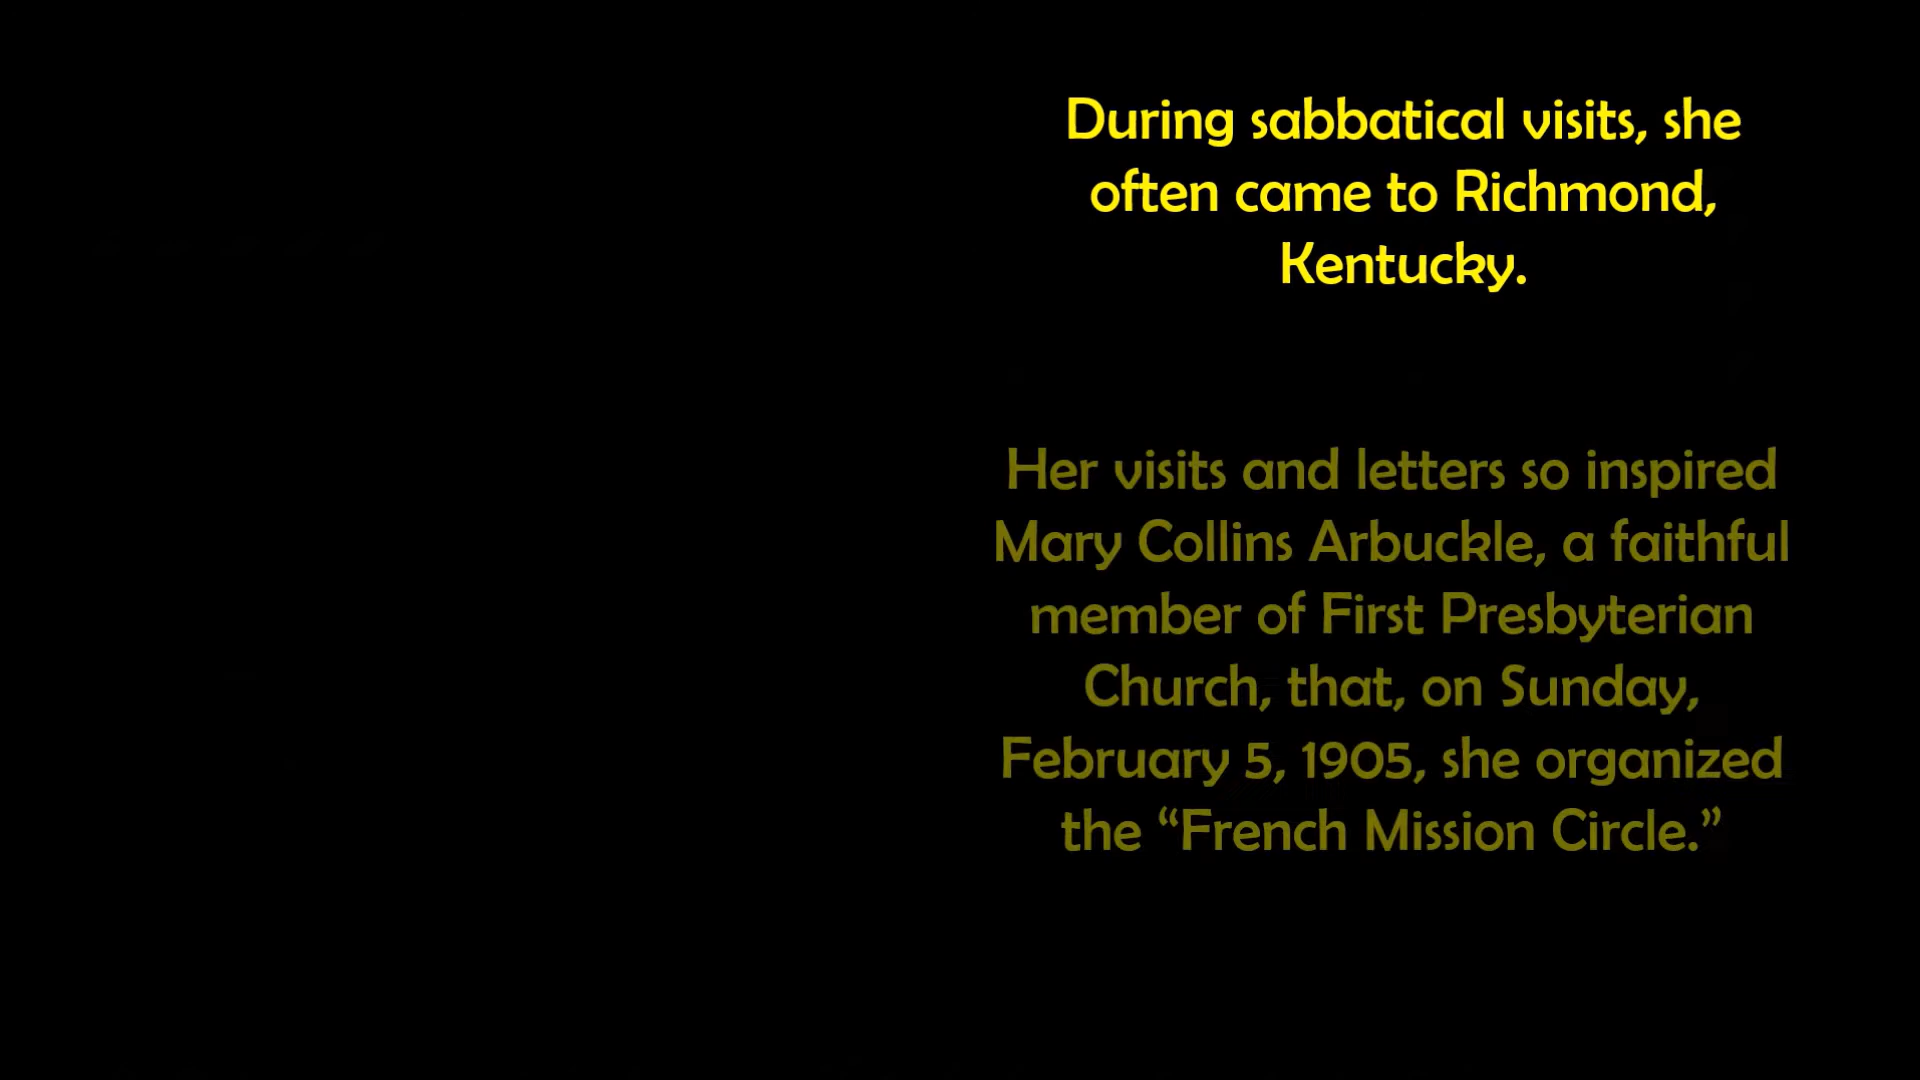 During sabbatical visits, she
often came to Richmond,
Kentucky.
Her visits and letters so inspired
Mary Collins Arbuckle, a faithful
member of First Presbyterian
Church, that, on Sunday,
February 5, 1905, she organized
the “French Mission Circle.”